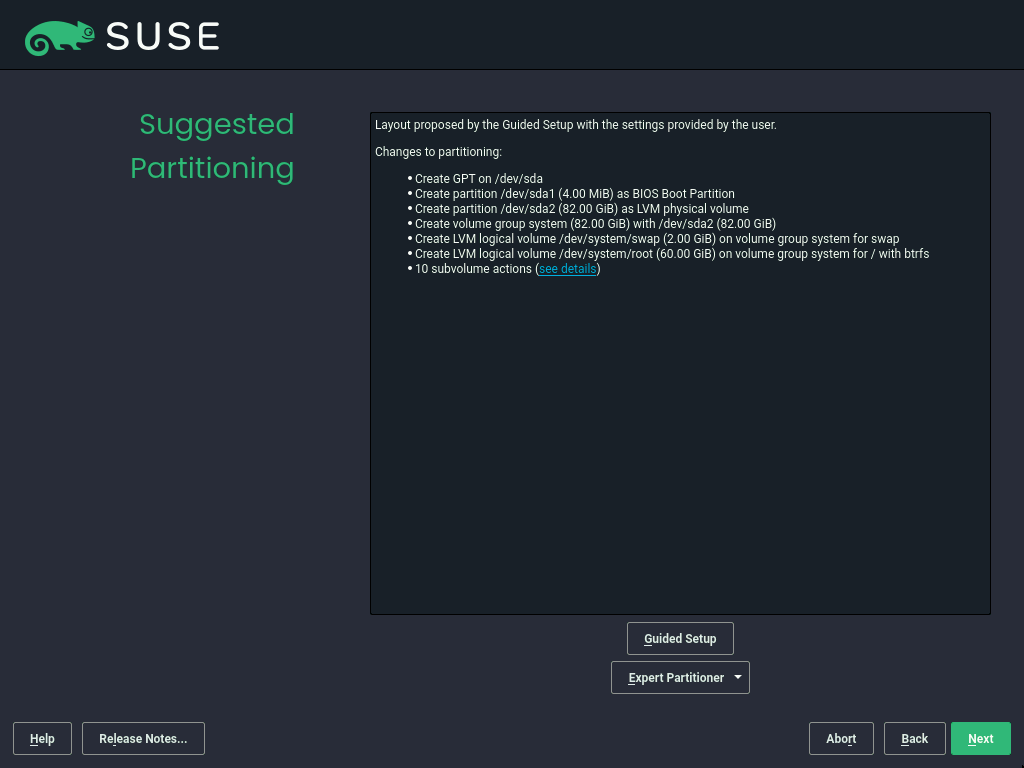 SUSE
Suggested
Partitioning
Layout proposed by the Guided Setup with the settings provided by the user.
Changes to partitioning:
• Create GPT on /dev/sda
• Create partition /dev/sda1 (4.00 MiB) as BIOS Boot Partition
• Create partition /dev/sda2 (82.00 GiB) as LVM physical volume
• Create volume group system (82.00 GiB) with /dev/sda2 (82.00 GiB)
• Create LVM logical volume /dev/system/swap (2.00 GiB) on volume group system for swap
• Create LVM logical volume /dev/system/root (60.00 GiB) on volume group system for / with btrfs
• 10 subvolume actions (see details)
Guided Setup
Expert Partitioner
Help
Release Notes...
Abort
Back
Next